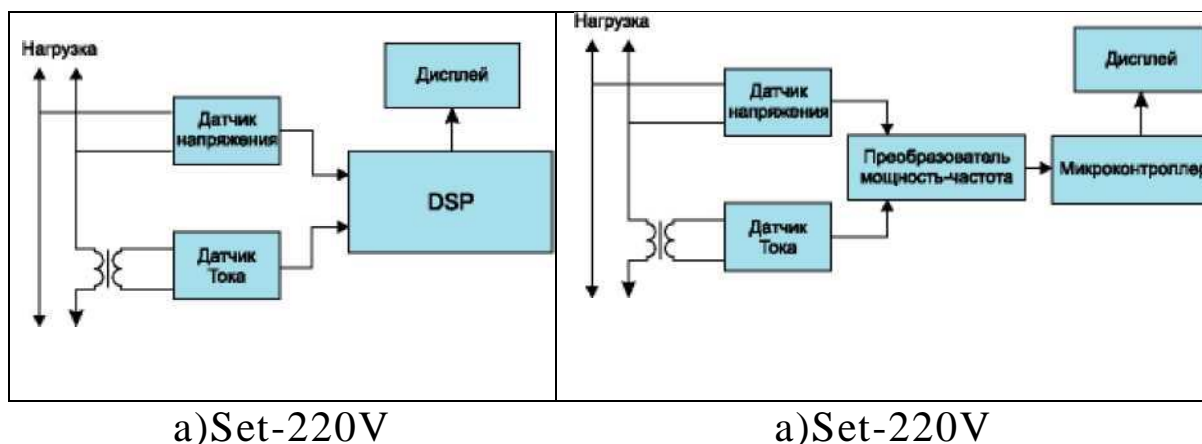 Нагрузка
Дисплей
Датчик
напряжения
DSP
Датчик
Тока
Нагрузка
Дисплей
Датчик
напряжения
Преобразователь
мощность-частота
Микроконтроллер
Датчик
Тока
a)Set-220V
a)Set-220V